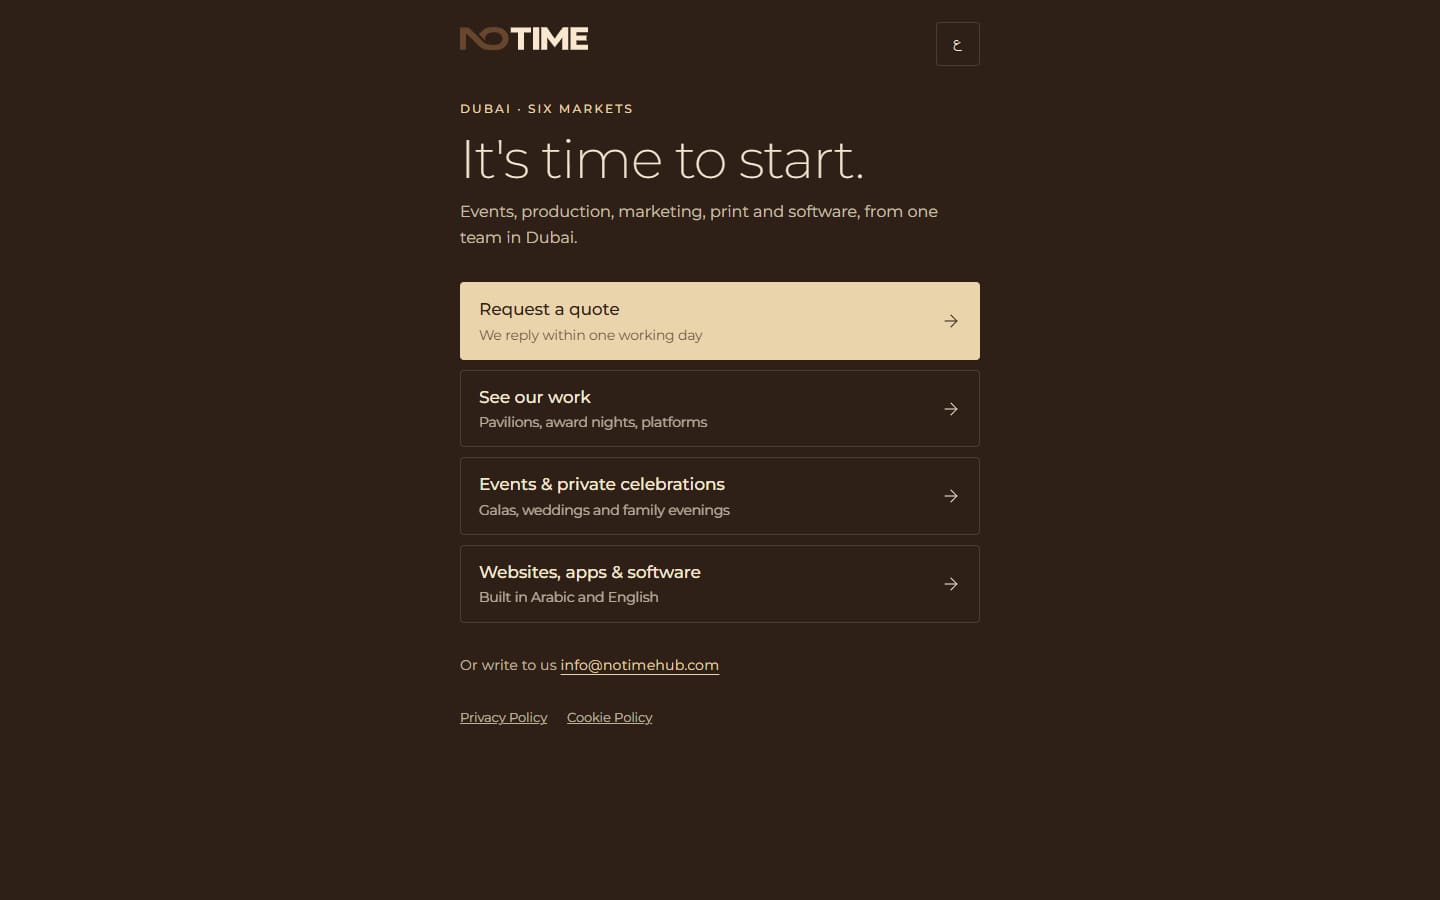 NOTIME
ع
DUBAI · SIX MARKETS
It's time to start.
Events, production, marketing, print and software, from one
team in Dubai.
Request a quote
We reply within one working day
See our work
Pavilions, award nights, platforms
Events & private celebrations
Galas, weddings and family evenings
Websites, apps & software
Built in Arabic and English
Or write to us info@notimehub.com
Privacy Policy Cookie Policy